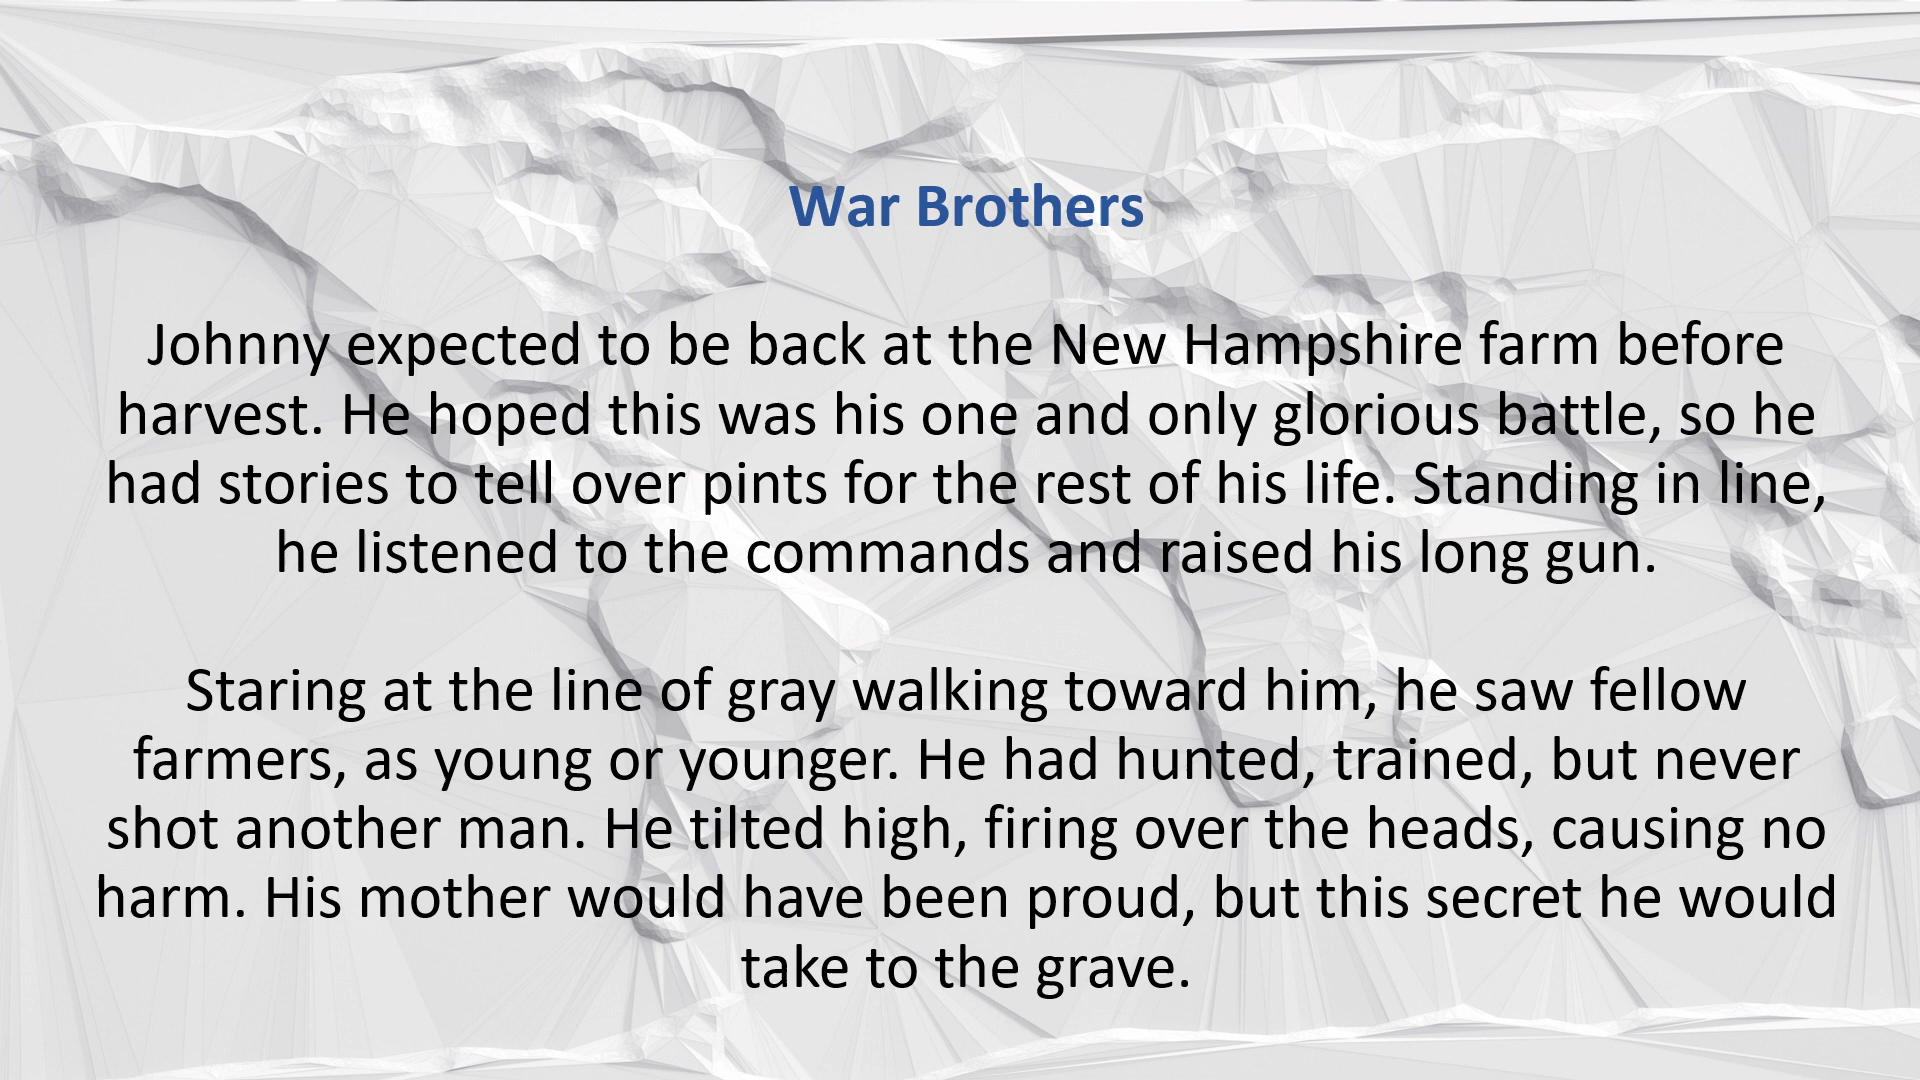 War Brothers
Johnny expected to be back at the New Hampshire farm before
harvest. He hoped this was his one and only glorious battle, so he
had stories to tell over pints for the rest of his life. Standing in line,
he listened to the commands and raised his long gun.
Staring at the line of gray walking toward him, he saw fellow
farmers, as young or younger. He had hunted, trained, but never
shot another man. He tilted high, firing over the heads, causing no
harm. His mother would have been proud, but this secret he would
take to the grave.